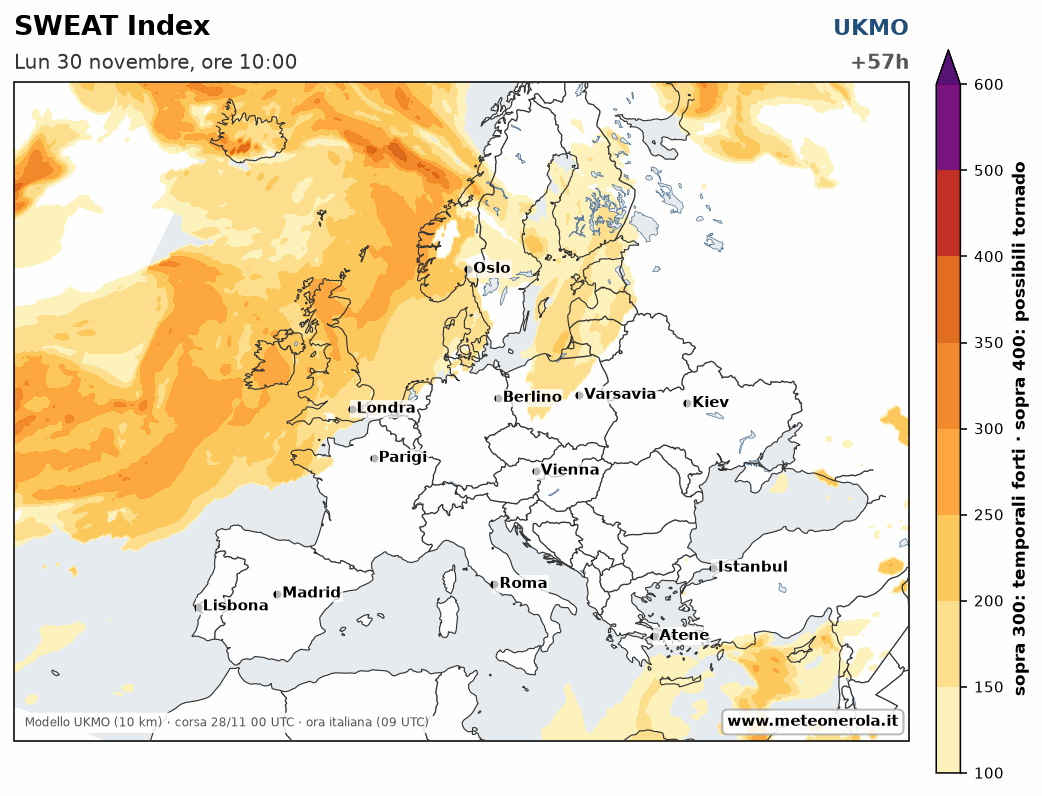 SWEAT Index
UKMO
Lun 30 novembre, ore 10:00
+57h
600
500
400
350
300
250
200
150
100
sopra 300: temporali forti · sopra 400: possibili tornado
Oslo
Berlino
Varsavia
Kiev
Londra
Parigi
Vienna
Istanbul
Roma
Madrid
Lisbona
Atene
Modello UKMO (10 km) · corsa 28/11 00 UTC · ora italiana (09 UTC)
www.meteonerola.it